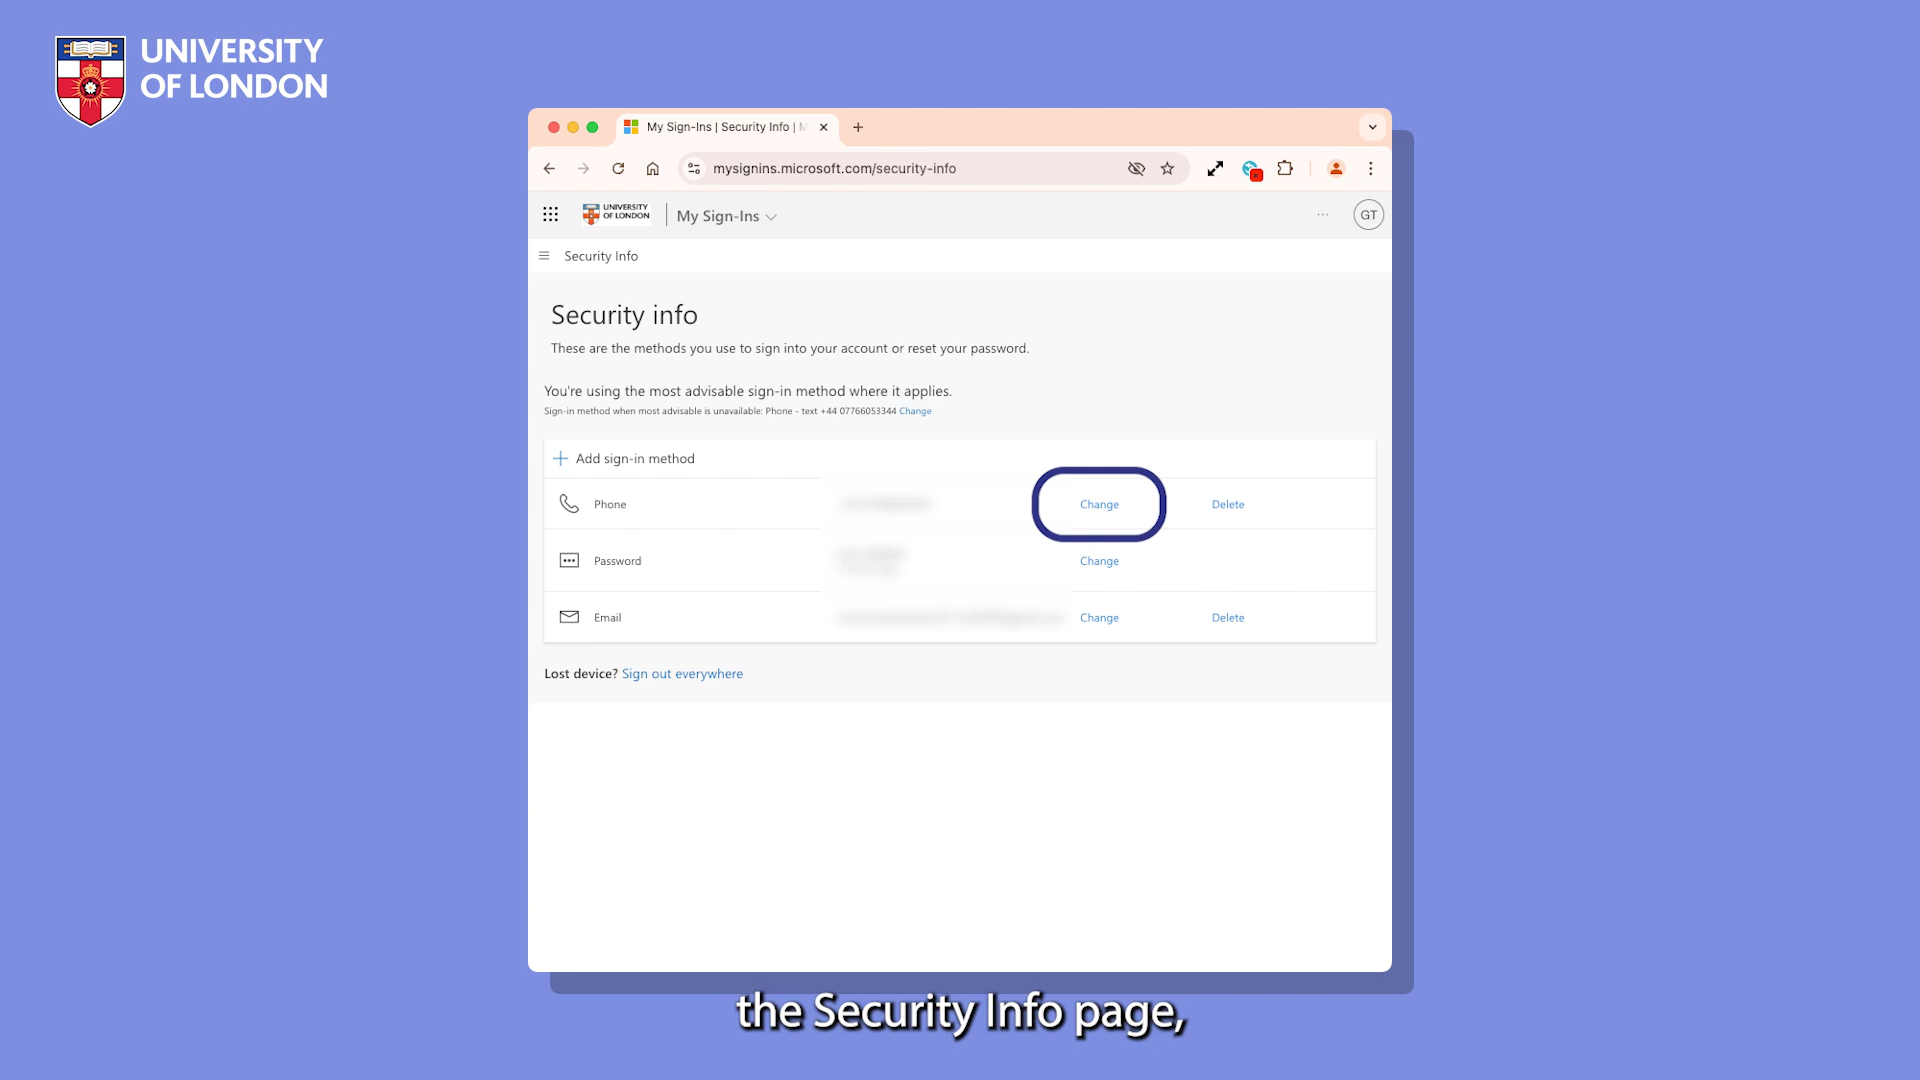 UNIVERSITY
OF LONDON
My Sign-Ins | Security Info | M
mysignins.microsoft.com/security-info
UNIVERSITY
OF LONDON
My Sign-Ins
GT
Security Info
Security info
These are the methods you use to sign into your account or reset your password.
You're using the most advisable sign-in method where it applies.
Sign-in method when most advisable is unavailable: Phone - text +44 07766053344 Change
Add sign-in method
Phone Change Delete
Password Change
Email Change Delete
Lost device? Sign out everywhere
the Security Info page,